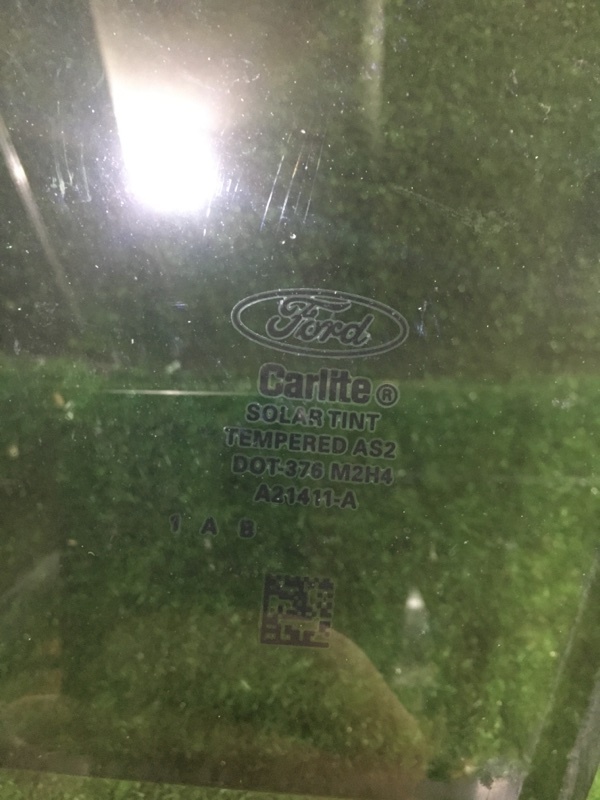 Ford
Carlite®
SOLAR TINT
TEMPERED AS2
DOT-376 M2H4
A21411-A
1 A B